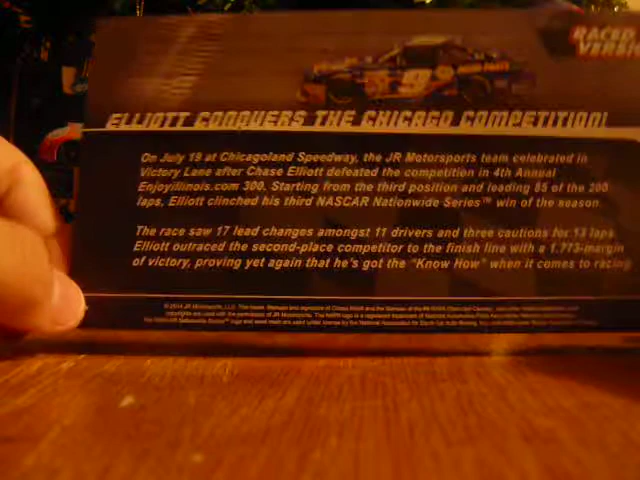 RACED
VERSION
9
ELLIOTT CONQUERS THE CHICAGO COMPETITION!
On July 19 at Chicagoland Speedway, the JR Motorsports team celebrated in
Victory Lane after Chase Elliott defeated the competition in 4th Annual
EnjoyIllinois.com 300. Starting from the third position and leading 85 of the 200
laps, Elliott clinched his third NASCAR Nationwide Series™ win of the season.
The race saw 17 lead changes amongst 11 drivers and three cautions for 13 laps.
Elliott outraced the second-place competitor to the finish line with a 1.773-margin
of victory, proving yet again that he's got the "Know How" when it comes to racing
© 2014 JR Motorsports, LLC.